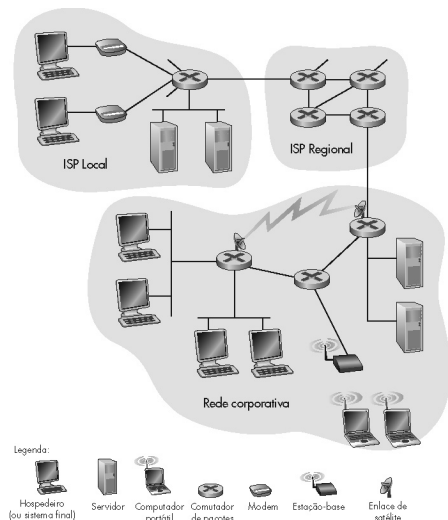 ISP Local
ISP Regional
Rede corporativa
Legenda:
Hospedeiro
(ou sistema final)
Servidor
Computador
portátil
Comutador
de pacotes
Modem
Estação-base
Enlace de
satélite